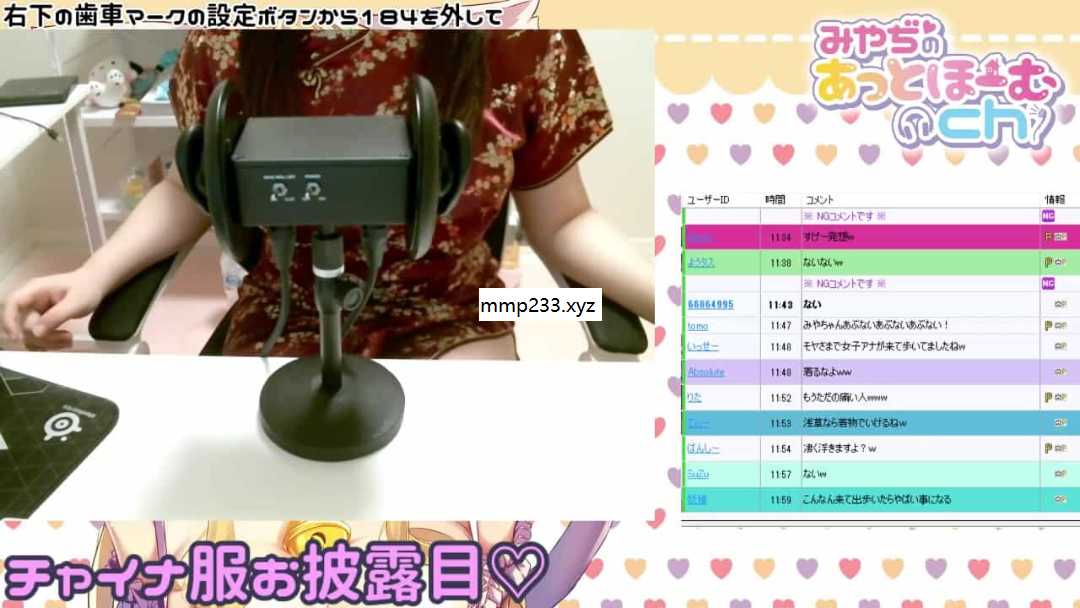 右下の歯車マークの設定ボタンから184を外して
みやぢの
あっとほーむ
ch
mmp233.xyz
ユーザーID 時間 コメント 情報
※ NGコメントです ※ NG
11:34 すげー発想w P
ようタス 11:38 ないないw P
※ NGコメントです ※ NG
66864995 11:43 ない
tomo 11:47 みやちゃんあぶないあぶないあぶない! P
いっせー 11:48 モヤさまで女子アナが来て歩いてましたねw
Absolute 11:49 着るなよww
りた 11:52 もうただの痛い人www P
11:53 浅草なら着物でいけるねw
ばんしー 11:54 凄く浮きますよ?w P
SuZu 11:57 ないw
妖夢 11:59 こんなん来て出歩いたらやばい事になる
チャイナ服お披露目♡